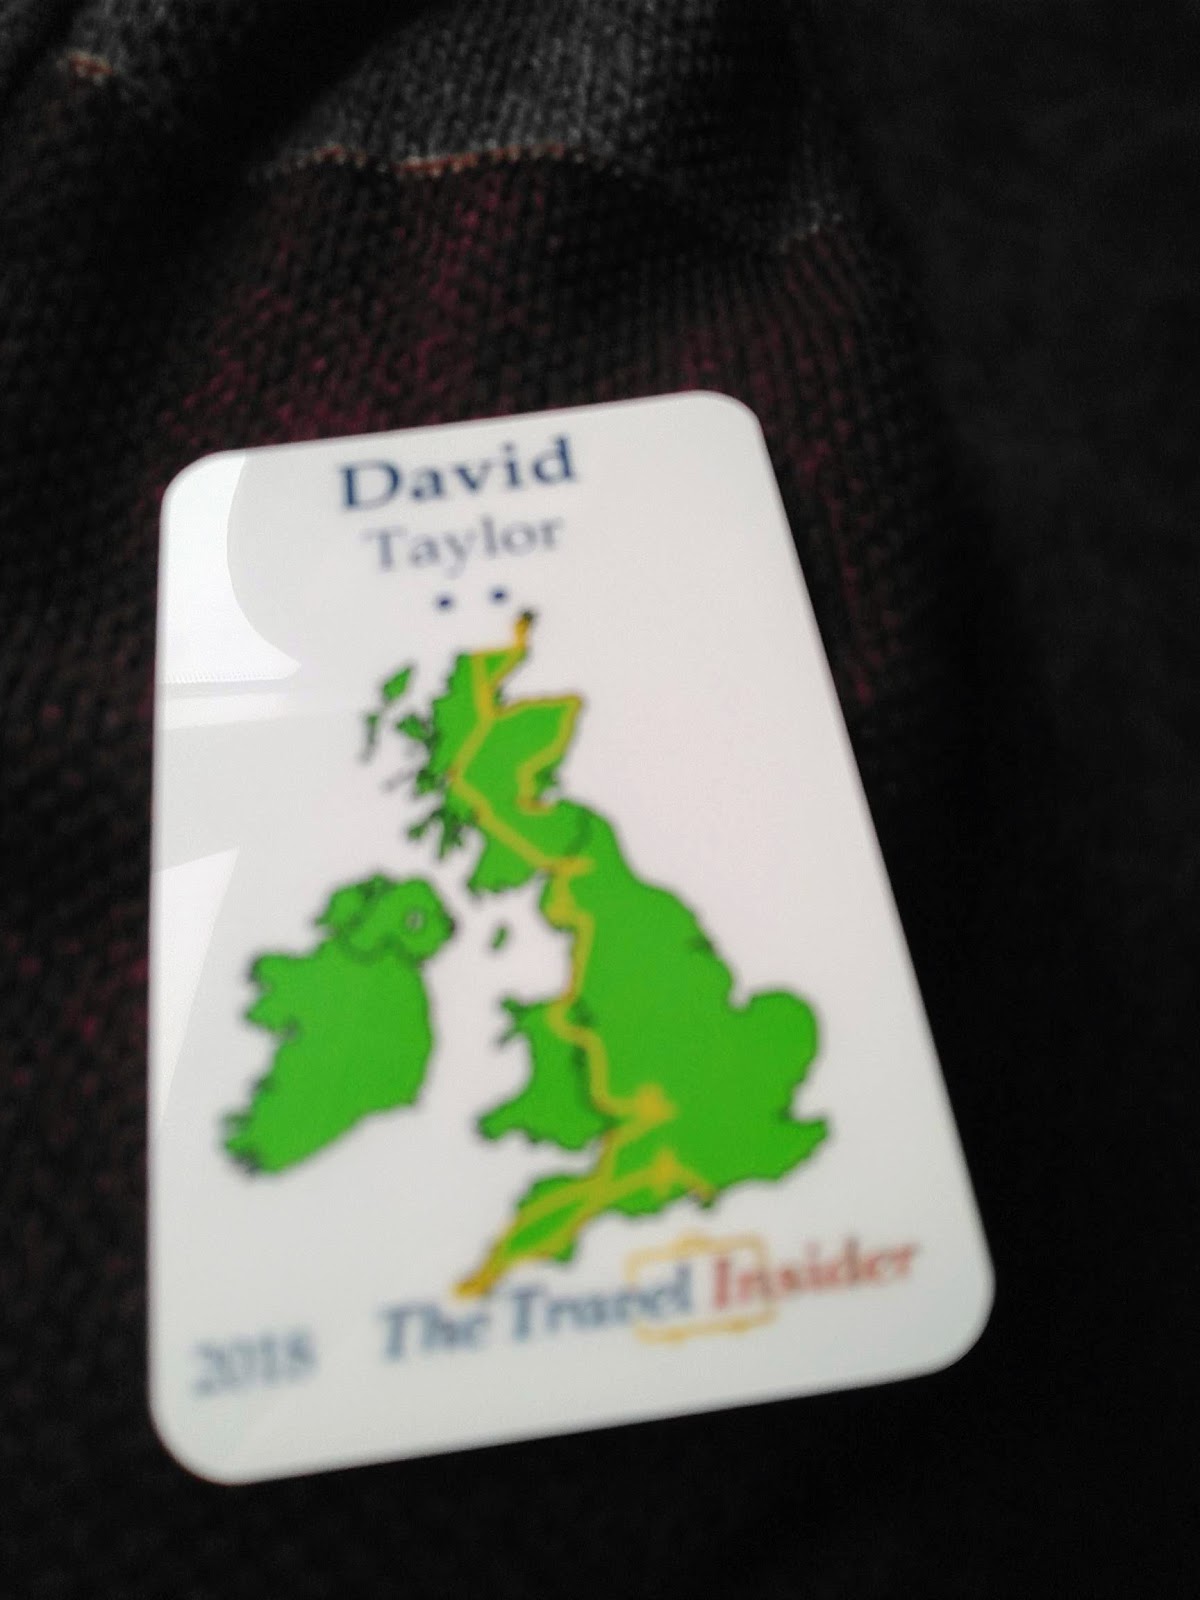 David
Taylor
2018
The Travel Insider